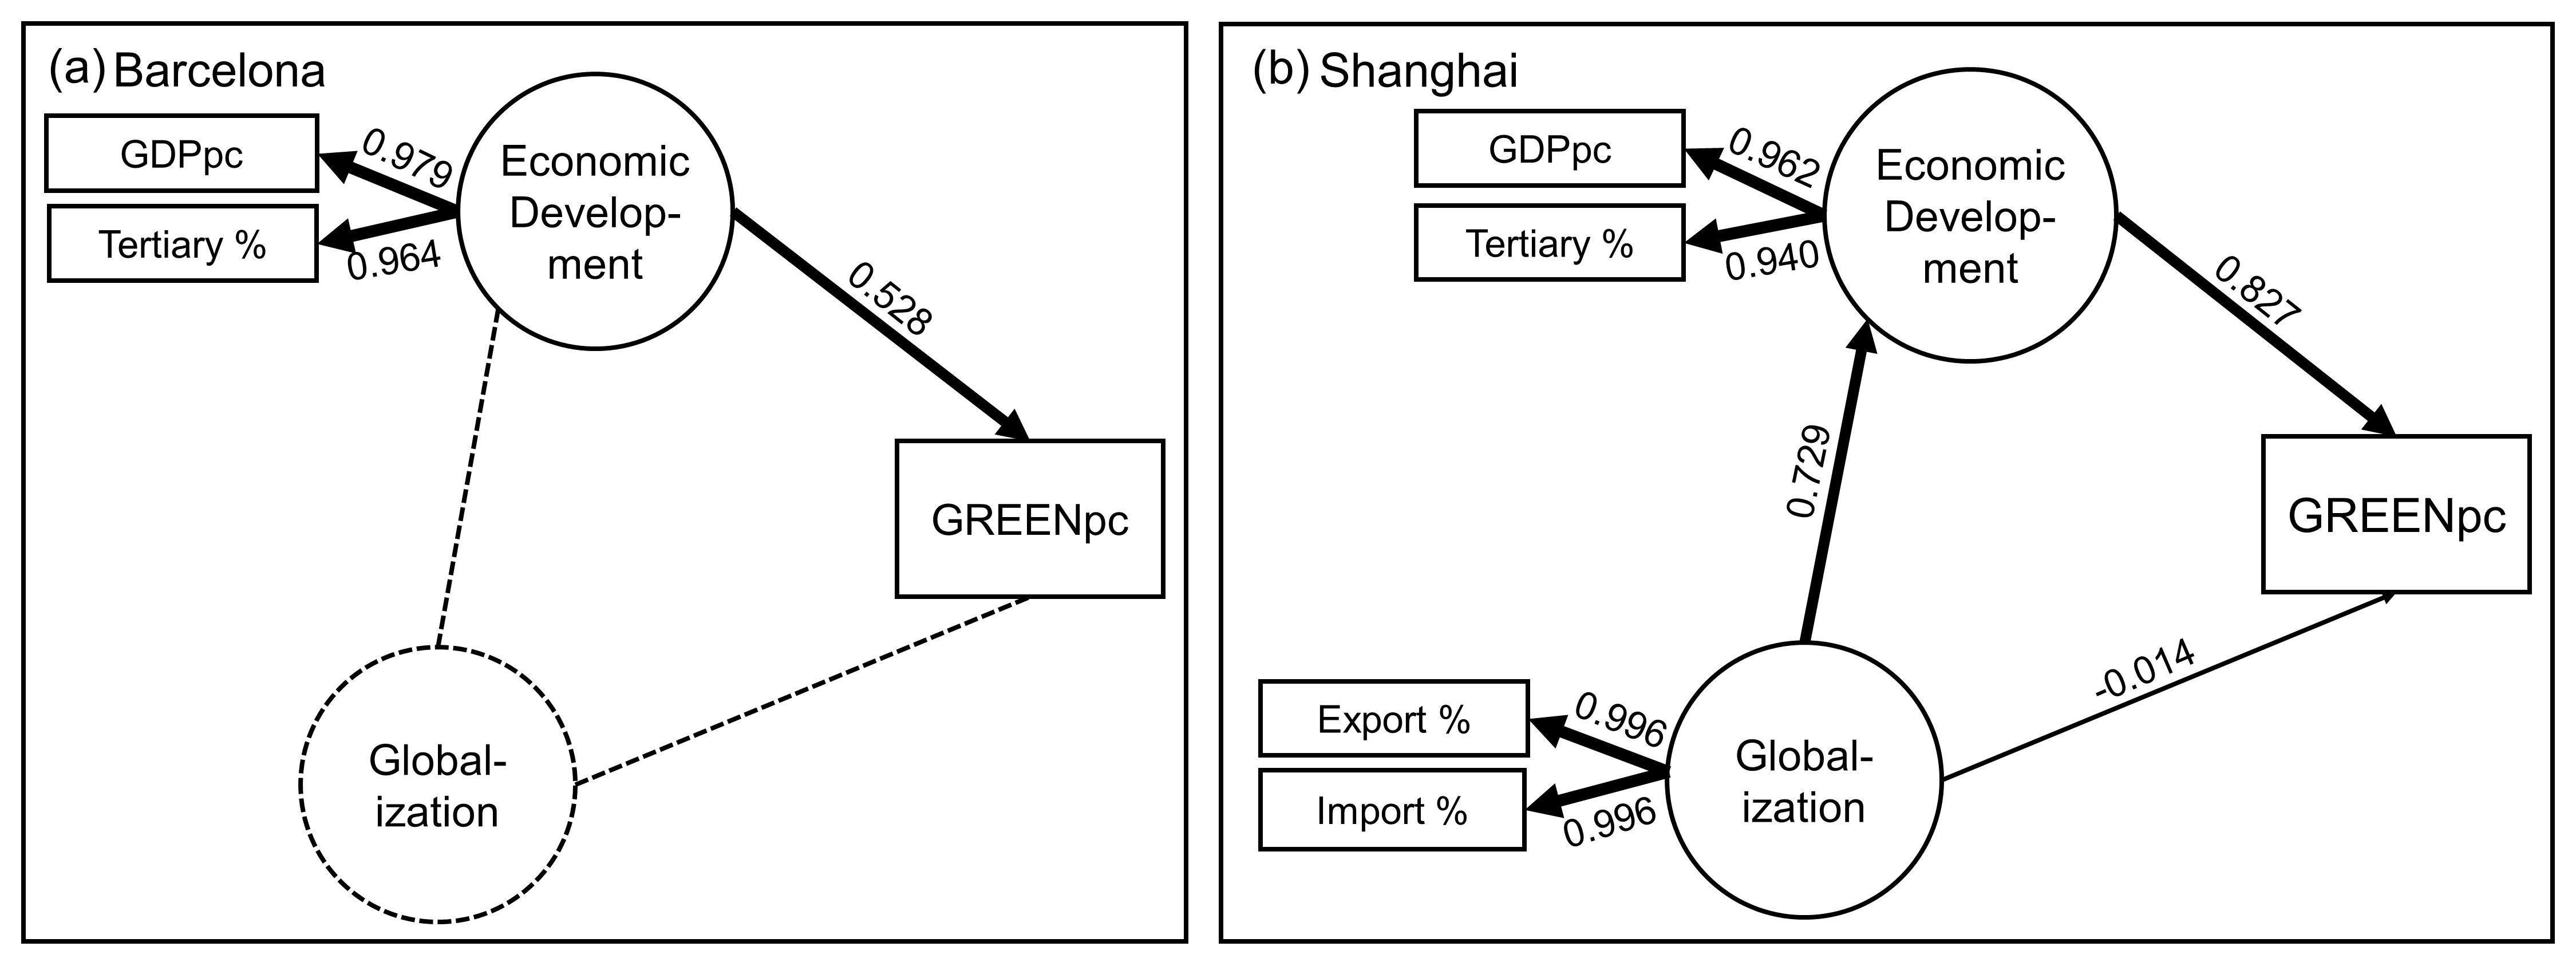 (a) Barcelona
GDPpc
0.979
Tertiary %
0.964
Economic
Develop-
ment
0.528
GREENpc
Global-
ization
(b) Shanghai
GDPpc
0.962
Tertiary %
0.940
Economic
Develop-
ment
0.827
0.729
GREENpc
-0.014
Export %
0.996
Import %
0.996
Global-
ization